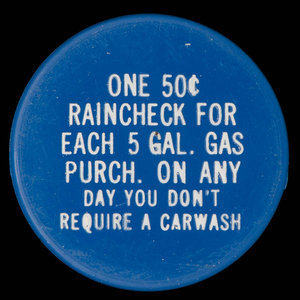 ONE 50¢
RAINCHECK FOR
EACH 5 GAL. GAS
PURCH. ON ANY
DAY YOU DON'T
REQUIRE A CARWASH